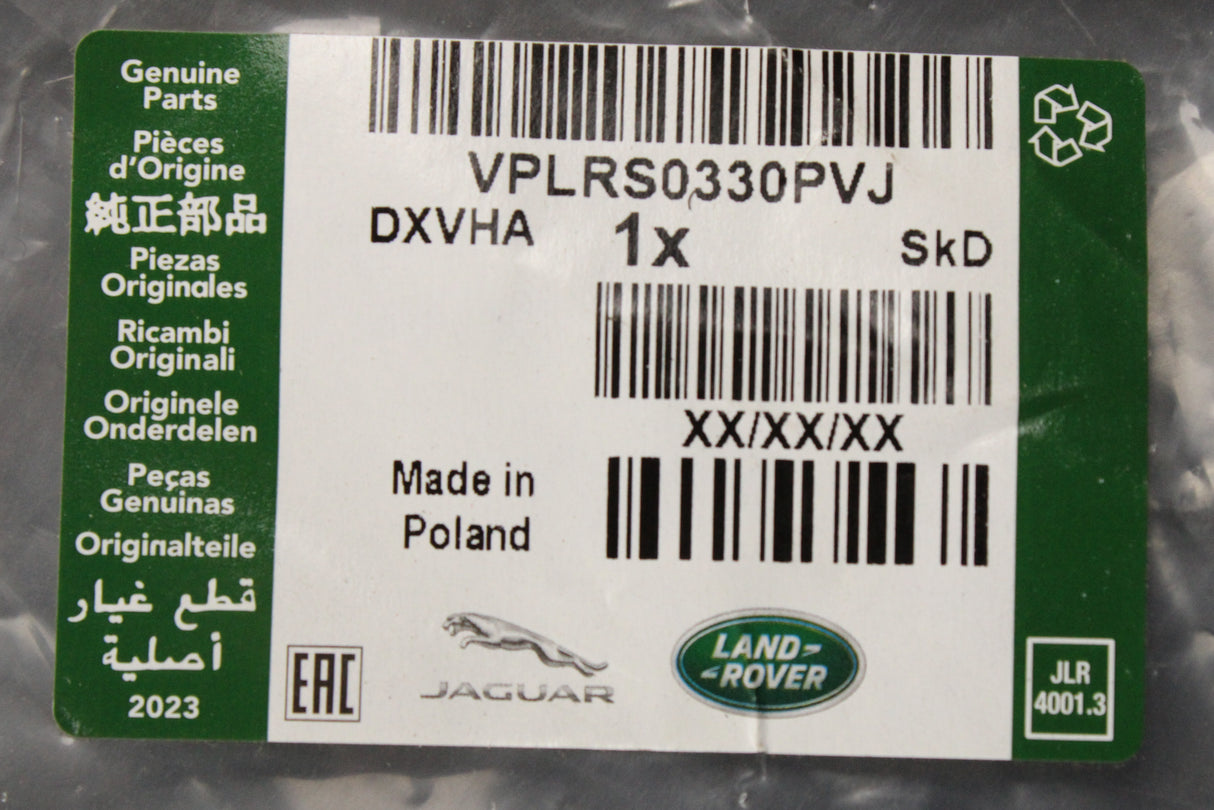 Genuine
Parts
Pièces
d'Origine
純正部品
Piezas
Originales
Ricambi
Originali
Originele
Onderdelen
Peças
Genuinas
Originalteile
قطع غيار
أصلية
2023
VPLRS0330PVJ
DXVHA 1x SkD
XX/XX/XX
Made in
Poland
EAC
JAGUAR
LAND
ROVER
JLR
4001.3